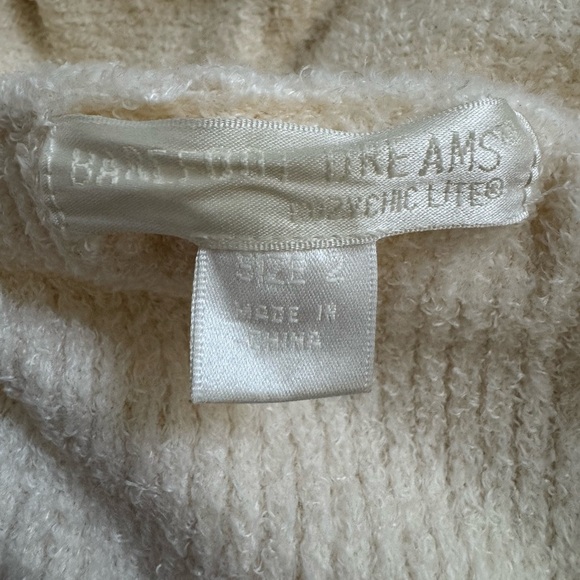 BAREFOOT DREAMS®
COZYCHIC LITE®
SIZE 2
MADE IN
CHINA